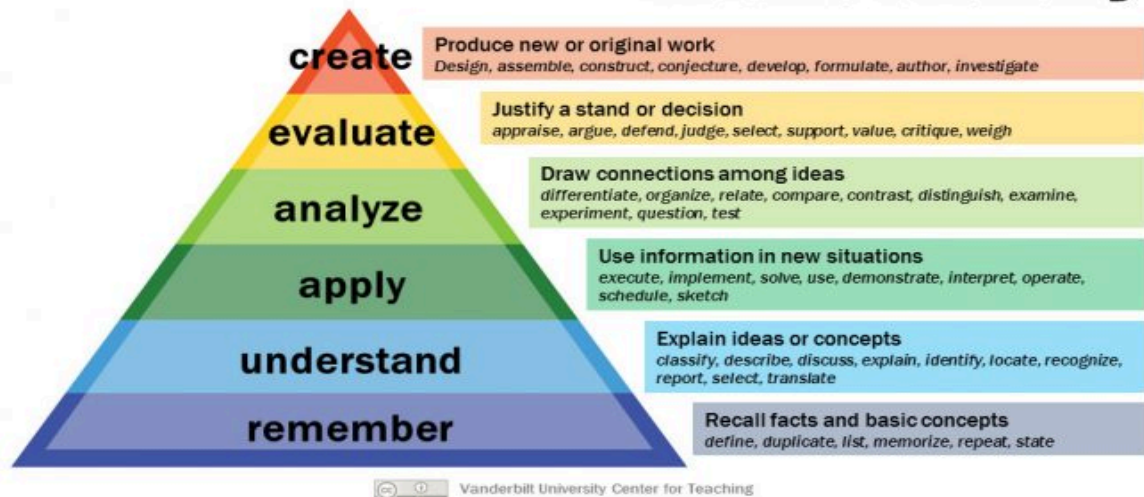 create
Produce new or original work
Design, assemble, construct, conjecture, develop, formulate, author, investigate
evaluate
Justify a stand or decision
appraise, argue, defend, judge, select, support, value, critique, weigh
analyze
Draw connections among ideas
differentiate, organize, relate, compare, contrast, distinguish, examine,
experiment, question, test
apply
Use information in new situations
execute, implement, solve, use, demonstrate, interpret, operate,
schedule, sketch
understand
Explain ideas or concepts
classify, describe, discuss, explain, identify, locate, recognize,
report, select, translate
remember
Recall facts and basic concepts
define, duplicate, list, memorize, repeat, state
cc
Vanderbilt University Center for Teaching